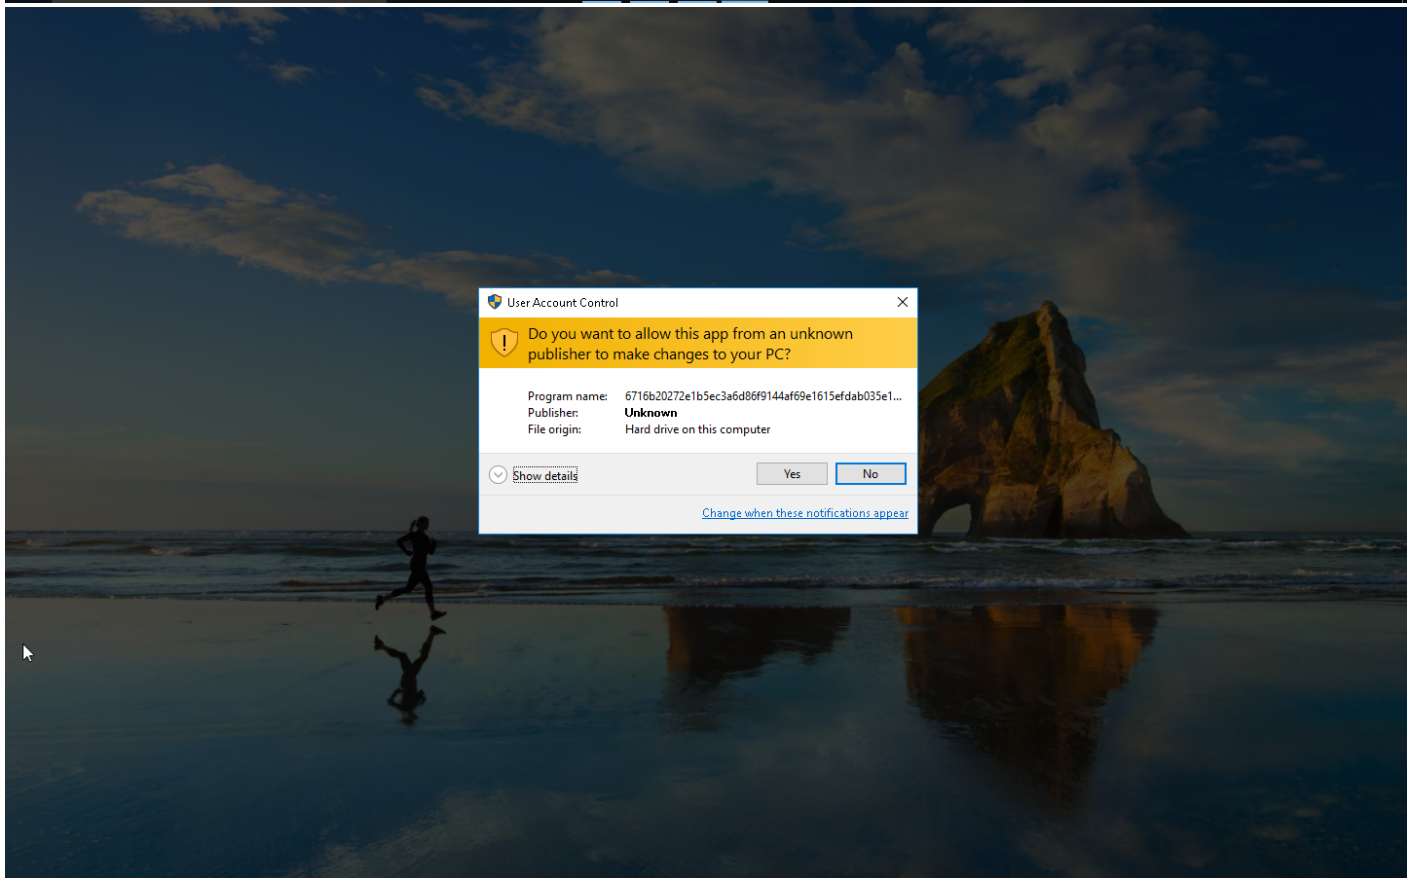 User Account Control
Do you want to allow this app from an unknown
publisher to make changes to your PC?
Program name: 6716b20272e1b5ec3a6d86f9144af69e1615efdab035e1...
Publisher: Unknown
File origin: Hard drive on this computer
Show details
Yes
No
Change when these notifications appear